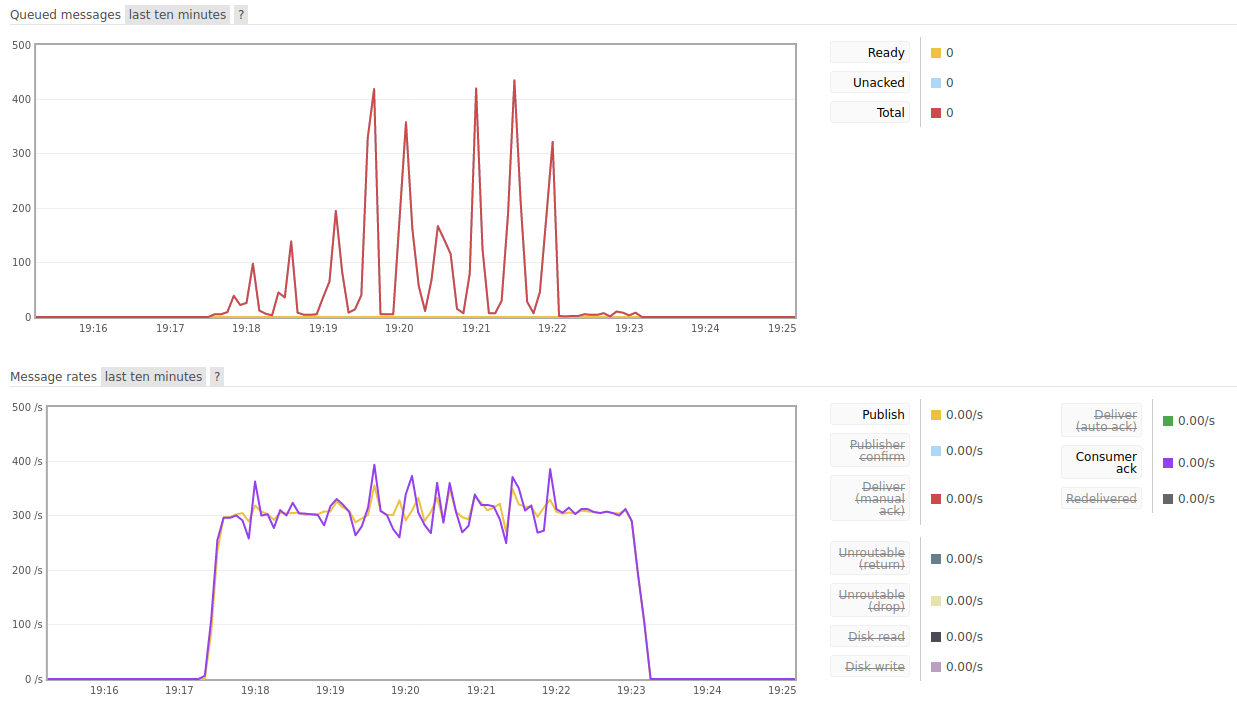 Queued messages last ten minutes ?
500
400
300
200
100
0
19:16 19:17 19:18 19:19 19:20 19:21 19:22 19:23 19:24 19:25
Ready 0
Unacked 0
Total 0
Message rates last ten minutes ?
500 /s
400 /s
300 /s
200 /s
100 /s
0 /s
19:16 19:17 19:18 19:19 19:20 19:21 19:22 19:23 19:24 19:25
Publish 0.00/s
Publisher
confirm 0.00/s
Deliver
(manual
ack) 0.00/s
Unroutable
(return) 0.00/s
Unroutable
(drop) 0.00/s
Disk read 0.00/s
Disk write 0.00/s
Deliver
(auto ack) 0.00/s
Consumer
ack 0.00/s
Redelivered 0.00/s